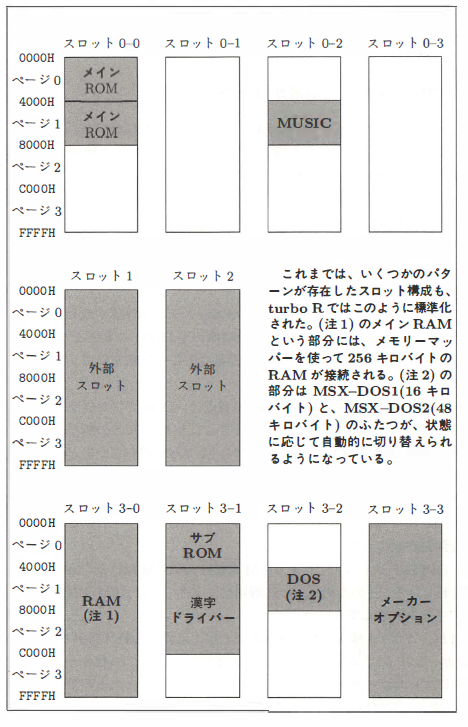 スロット 0–0
スロット 0–1
スロット 0–2
スロット 0–3
0000H
ページ 0
4000H
ページ 1
8000H
ページ 2
C000H
ページ 3
FFFFH
メイン
ROM
メイン
ROM
MUSIC
スロット 1
スロット 2
0000H
ページ 0
4000H
ページ 1
8000H
ページ 2
C000H
ページ 3
FFFFH
外部
スロット
外部
スロット
これまでは、いくつかのパタ
ーンが存在したスロット構成も、
turbo R ではこのように標準化
された。(注 1) のメイン RAM
という部分には、メモリーマッ
パーを使って 256 キロバイトの
RAM が接続される。(注 2) の
部分は MSX–DOS1(16 キロ
バイト) と、MSX–DOS2(48
キロバイト) のふたつが、状態
に応じて自動的に切り替えられ
るようになっている。
スロット 3–0
スロット 3–1
スロット 3–2
スロット 3–3
0000H
ページ 0
4000H
ページ 1
8000H
ページ 2
C000H
ページ 3
FFFFH
RAM
(注 1)
サブ
ROM
漢字
ドライバー
DOS
(注 2)
メーカー
オプション